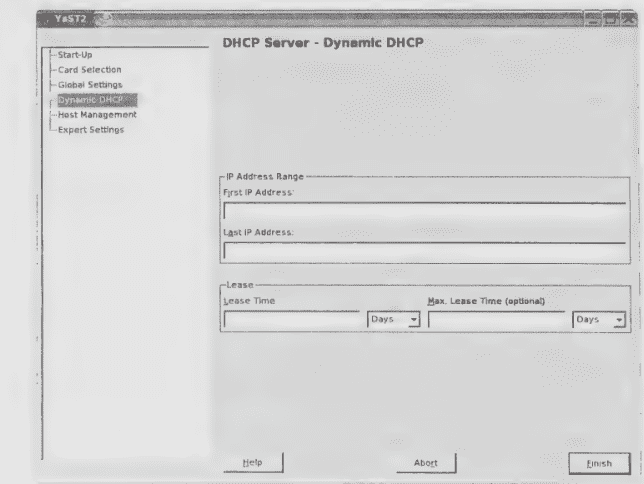 YaST2
DHCP Server - Dynamic DHCP
Start-Up
Card Selection
Global Settings
Dynamic DHCP
Host Management
Expert Settings
IP Address Range
First IP Address:
Last IP Address:
Lease
Lease Time
Max. Lease Time (optional)
Days
Days
Help
Abort
Finish